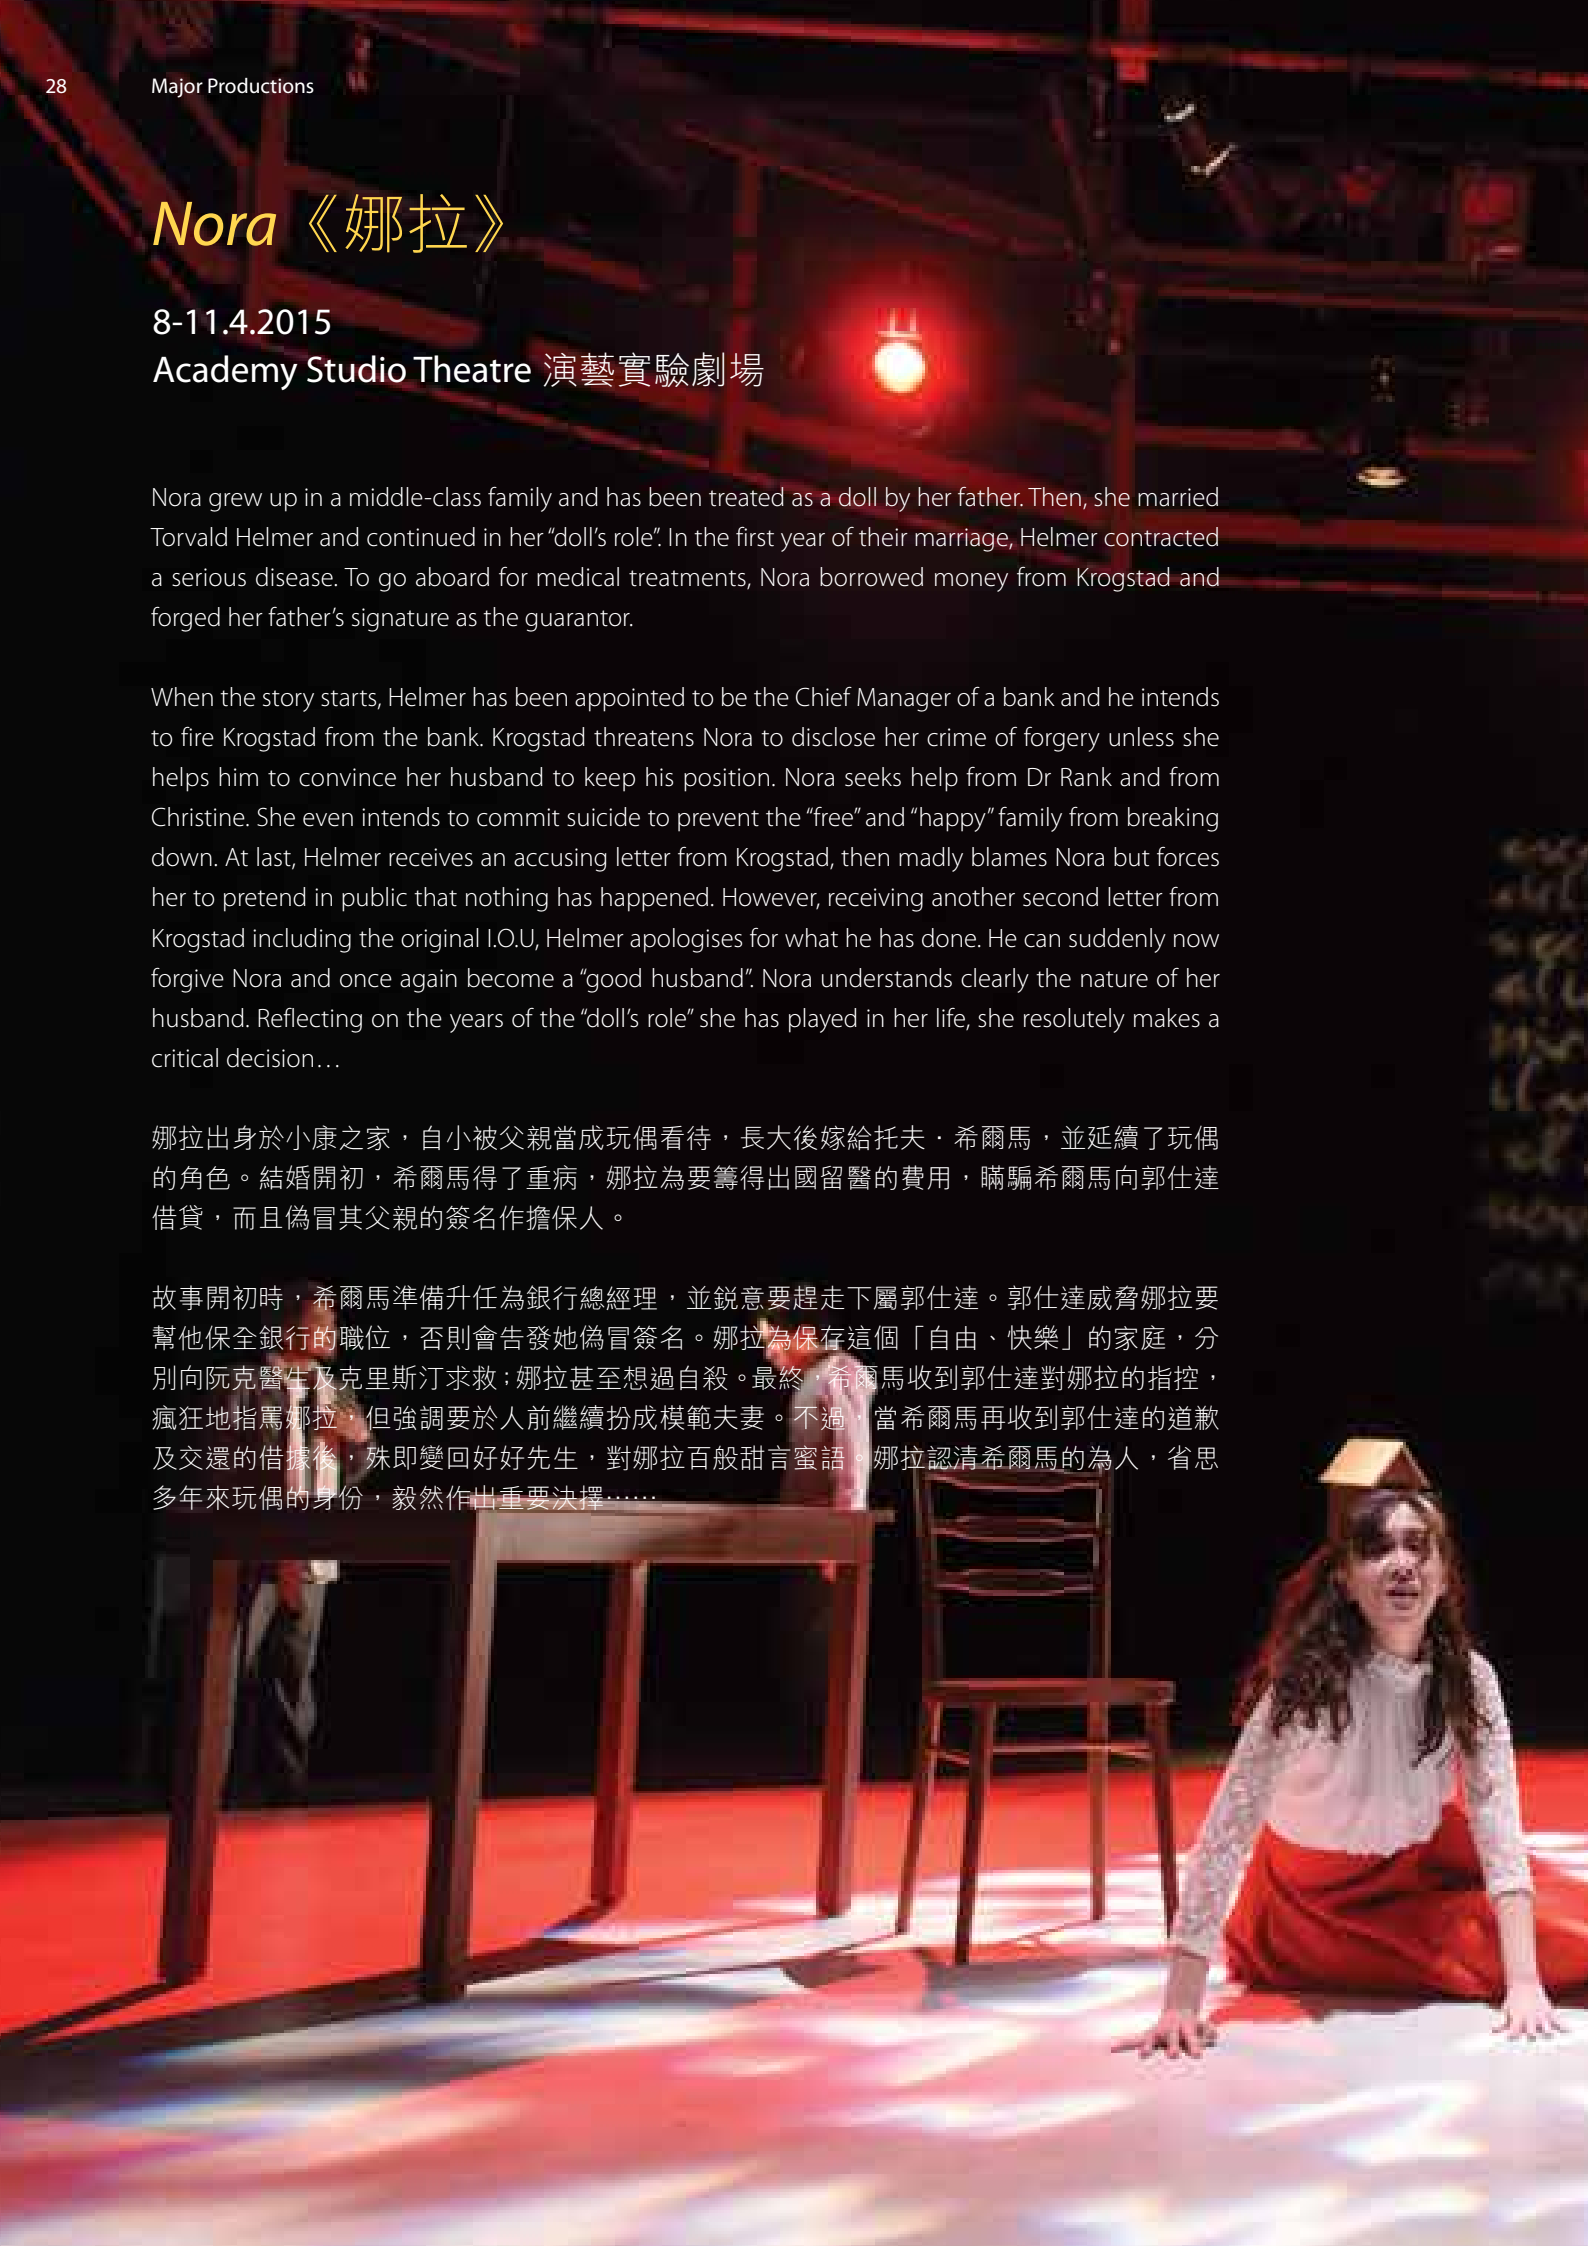 28
Major Productions
Nora《娜拉》
8-11.4.2015
Academy Studio Theatre 演藝實驗劇場
Nora grew up in a middle-class family and has been treated as a doll by her father. Then, she married
Torvald Helmer and continued in her “doll’s role”. In the first year of their marriage, Helmer contracted
a serious disease. To go aboard for medical treatments, Nora borrowed money from Krogstad and
forged her father’s signature as the guarantor.
When the story starts, Helmer has been appointed to be the Chief Manager of a bank and he intends
to fire Krogstad from the bank. Krogstad threatens Nora to disclose her crime of forgery unless she
helps him to convince her husband to keep his position. Nora seeks help from Dr Rank and from
Christine. She even intends to commit suicide to prevent the “free” and “happy” family from breaking
down. At last, Helmer receives an accusing letter from Krogstad, then madly blames Nora but forces
her to pretend in public that nothing has happened. However, receiving another second letter from
Krogstad including the original I.O.U, Helmer apologises for what he has done. He can suddenly now
forgive Nora and once again become a “good husband”. Nora understands clearly the nature of her
husband. Reflecting on the years of the “doll’s role” she has played in her life, she resolutely makes a
critical decision…
娜拉出身於小康之家，自小被父親當成玩偶看待，長大後嫁給托夫．希爾馬，並延續了玩偶
的角色。結婚開初，希爾馬得了重病，娜拉為要籌得出國留醫的費用，瞞騙希爾馬向郭仕達
借貸，而且偽冒其父親的簽名作擔保人。
故事開初時，希爾馬準備升任為銀行總經理，並銳意要趕走下屬郭仕達。郭仕達威脅娜拉要
幫他保全銀行的職位，否則會告發她偽冒簽名。娜拉為保存這個「自由、快樂」的家庭，分
別向阮克醫生及克里斯汀求救；娜拉甚至想過自殺。最終，希爾馬收到郭仕達對娜拉的指控，
瘋狂地指罵娜拉，但強調要於人前繼續扮成模範夫妻。不過，當希爾馬再收到郭仕達的道歉
及交還的借據後，殊即變回好好先生，對娜拉百般甜言蜜語。娜拉認清希爾馬的為人，省思
多年來玩偶的身份，毅然作出重要決擇……